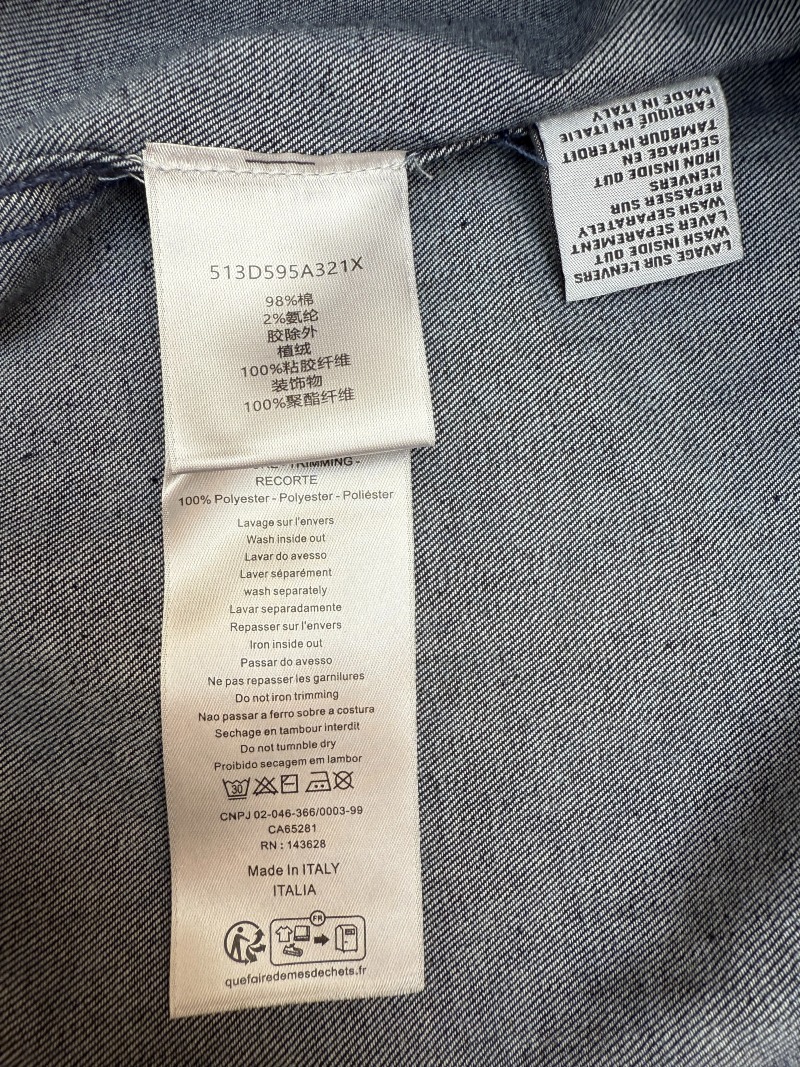 513D595A321X
98%棉
2%氨纶
胶除外
植绒
100%粘胶纤维
装饰物
100%聚酯纤维
TRIMMING -
RECORTE
100% Polyester - Polyester - Poliéster
Lavage sur l'envers
Wash inside out
Lavar do avesso
Laver séparément
wash separately
Lavar separadamente
Repasser sur l'envers
Iron inside out
Passar do avesso
Ne pas repasser les garnilures
Do not iron trimming
Nao passar a ferro sobre a costura
Sechage en tambour interdit
Do not tumnble dry
Proibido secagem em lambor
30
CNPJ 02-046-366/0003-99
CA65281
RN : 143628
Made In ITALY
ITALIA
FR
quefairedemesdechets.fr
LAVAGE SUR L'ENVERS
WASH INSIDE OUT
LAVER SEPAREMENT
WASH SEPARATELY
REPASSER SUR
L'ENVERS
IRON INSIDE OUT
SECHAGE EN
TAMBOUR INTERDIT
FABRIQUÉ EN ITALIE
MADE IN ITALY